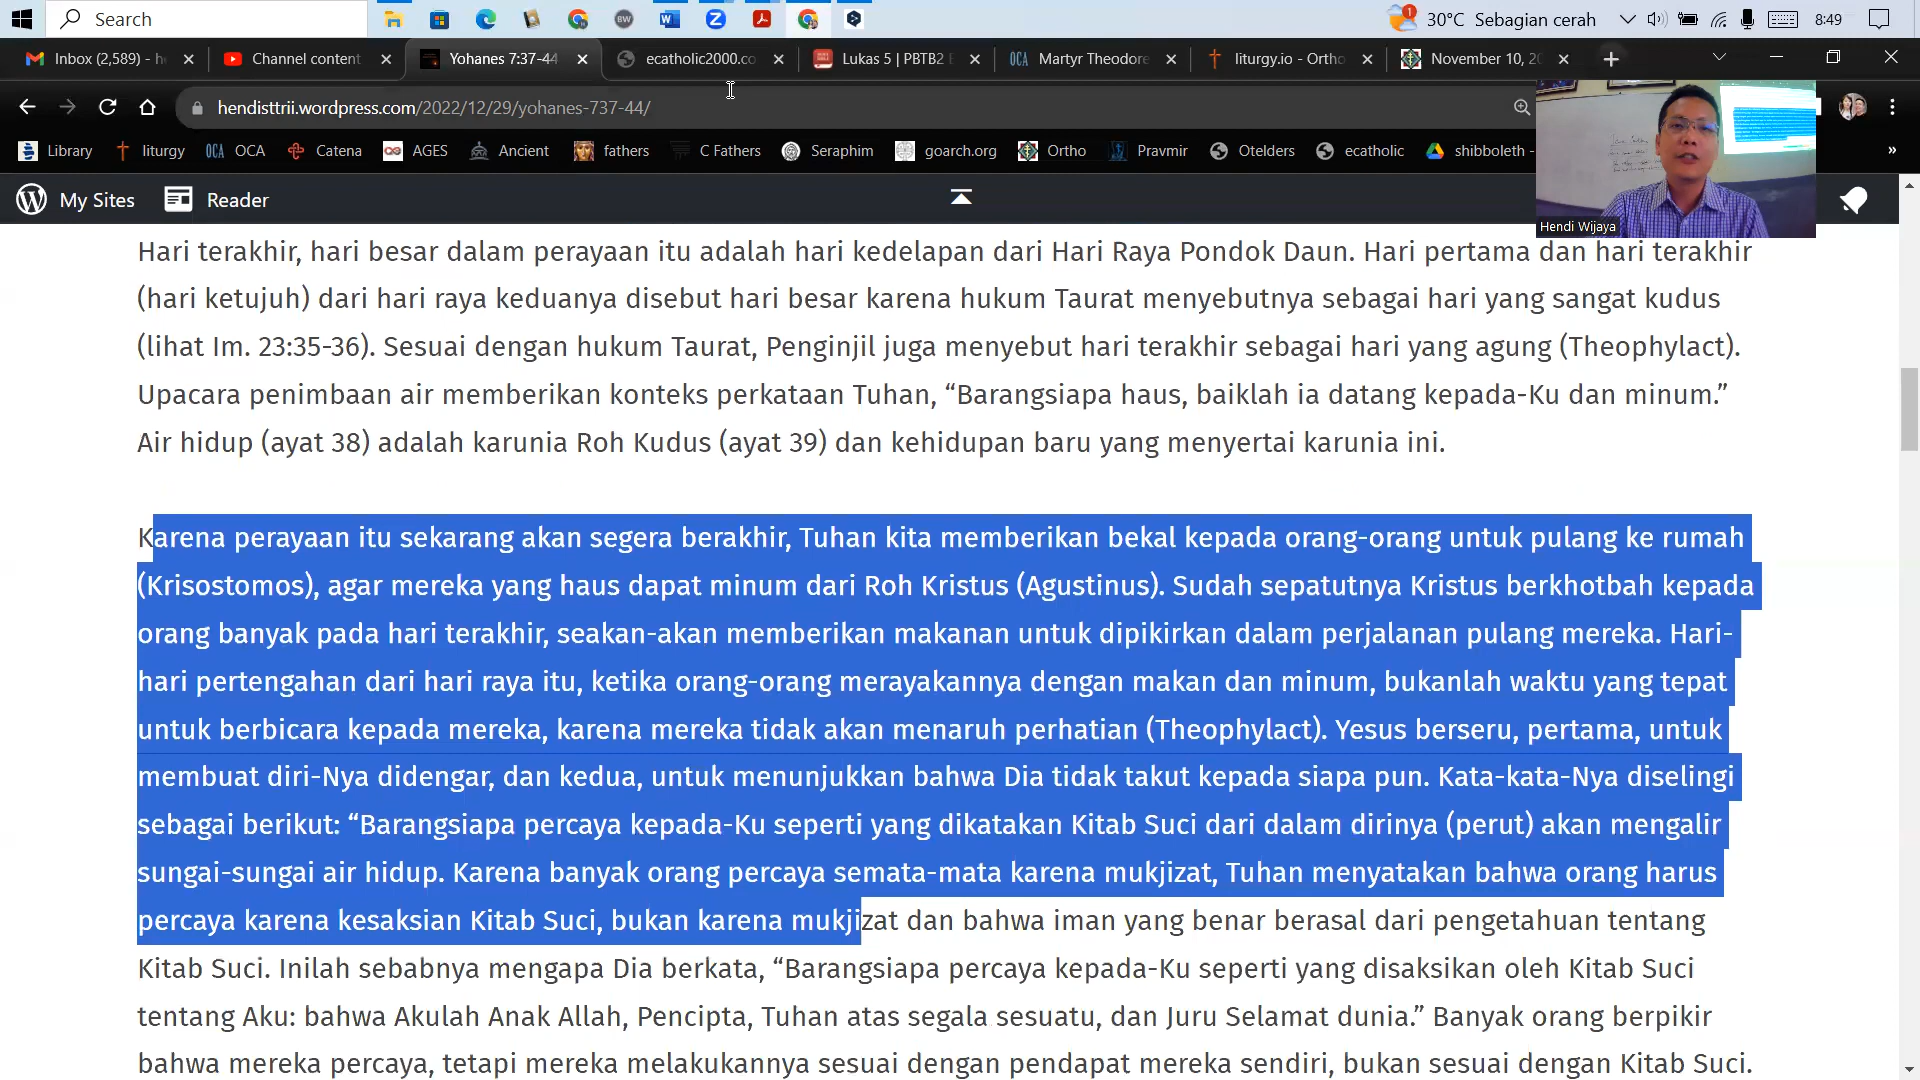 Search
1
30°C Sebagian cerah
8:49
Inbox (2,589) - h
Channel content
Yohanes 7:37-44
ecatholic2000.co
Lukas 5 | PBTB2 E
OCA Martyr Theodore
liturgy.io - Ortho
November 10, 20
hendisttrii.wordpress.com/2022/12/29/yohanes-737-44/
Library
liturgy
OCA OCA
Catena
AGES
Ancient
fathers
C Fathers
Seraphim
goarch.org
Ortho
Pravmir
Otelders
ecatholic
shibboleth -
»
My Sites
Reader
Hendi Wijaya
Hari terakhir, hari besar dalam perayaan itu adalah hari kedelapan dari Hari Raya Pondok Daun. Hari pertama dan hari terakhir
(hari ketujuh) dari hari raya keduanya disebut hari besar karena hukum Taurat menyebutnya sebagai hari yang sangat kudus
(lihat Im. 23:35-36). Sesuai dengan hukum Taurat, Penginjil juga menyebut hari terakhir sebagai hari yang agung (Theophylact).
Upacara penimbaan air memberikan konteks perkataan Tuhan, “Barangsiapa haus, baiklah ia datang kepada-Ku dan minum.”
Air hidup (ayat 38) adalah karunia Roh Kudus (ayat 39) dan kehidupan baru yang menyertai karunia ini.
Karena perayaan itu sekarang akan segera berakhir, Tuhan kita memberikan bekal kepada orang-orang untuk pulang ke rumah
(Krisostomos), agar mereka yang haus dapat minum dari Roh Kristus (Agustinus). Sudah sepatutnya Kristus berkhotbah kepada
orang banyak pada hari terakhir, seakan-akan memberikan makanan untuk dipikirkan dalam perjalanan pulang mereka. Hari-
hari pertengahan dari hari raya itu, ketika orang-orang merayakannya dengan makan dan minum, bukanlah waktu yang tepat
untuk berbicara kepada mereka, karena mereka tidak akan menaruh perhatian (Theophylact). Yesus berseru, pertama, untuk
membuat diri-Nya didengar, dan kedua, untuk menunjukkan bahwa Dia tidak takut kepada siapa pun. Kata-kata-Nya diselingi
sebagai berikut: “Barangsiapa percaya kepada-Ku seperti yang dikatakan Kitab Suci dari dalam dirinya (perut) akan mengalir
sungai-sungai air hidup. Karena banyak orang percaya semata-mata karena mukjizat, Tuhan menyatakan bahwa orang harus
percaya karena kesaksian Kitab Suci, bukan karena mukjizat dan bahwa iman yang benar berasal dari pengetahuan tentang
Kitab Suci. Inilah sebabnya mengapa Dia berkata, “Barangsiapa percaya kepada-Ku seperti yang disaksikan oleh Kitab Suci
tentang Aku: bahwa Akulah Anak Allah, Pencipta, Tuhan atas segala sesuatu, dan Juru Selamat dunia.” Banyak orang berpikir
bahwa mereka percaya, tetapi mereka melakukannya sesuai dengan pendapat mereka sendiri, bukan sesuai dengan Kitab Suci.